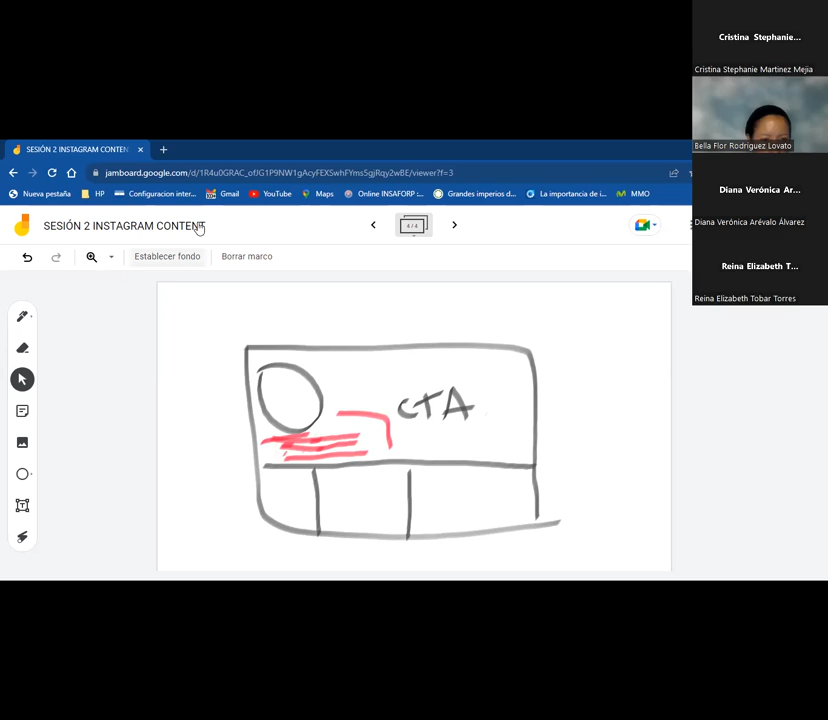 Cristina Stephanie...
Cristina Stephanie Martinez Mejia
Bella Flor Rodriguez Lovato
Diana Verónica Ar...
Diana Verónica Arévalo Álvarez
Reina Elizabeth T...
Reina Elizabeth Tobar Torres
SESIÓN 2 INSTAGRAM CONTEN
jamboard.google.com/d/1R4u0GRAC_ofJG1P9NW1gAcyFEXSwhFYms5gjRqy2wBE/viewer?f=3
Nueva pestaña HP Configuracion inter... Gmail YouTube Maps Online INSAFORP :... Grandes imperios d... La importancia de i... MMO
SESIÓN 2 INSTAGRAM CONTENT
4 / 4
Establecer fondo Borrar marco
CTA